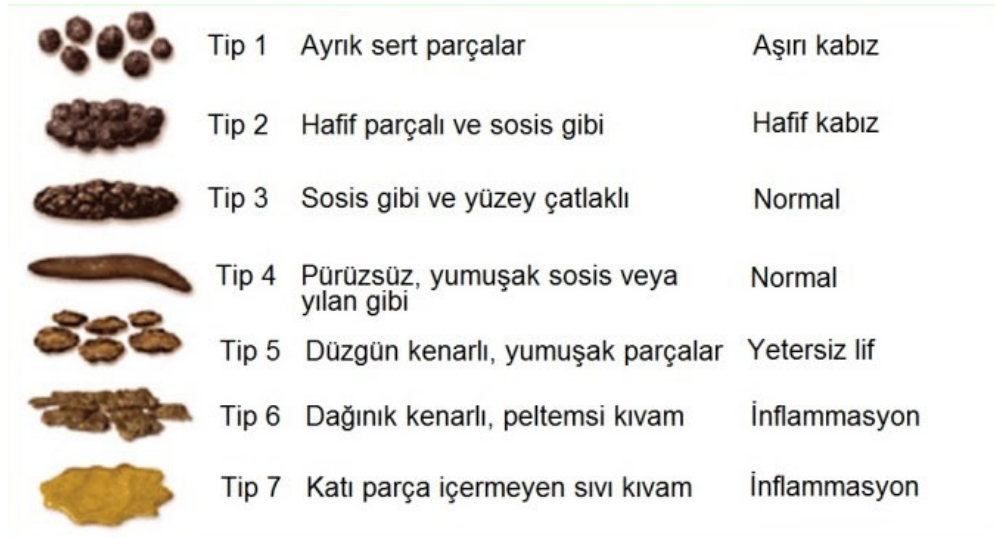 Tip 1 Ayrık sert parçalar Aşırı kabız
Tip 2 Hafif parçalı ve sosis gibi Hafif kabız
Tip 3 Sosis gibi ve yüzey çatlaklı Normal
Tip 4 Pürüzsüz, yumuşak sosis veya Normal
yılan gibi
Tip 5 Düzgün kenarlı, yumuşak parçalar Yetersiz lif
Tip 6 Dağınık kenarlı, peltemsi kıvam İnflammasyon
Tip 7 Katı parça içermeyen sıvı kıvam İnflammasyon